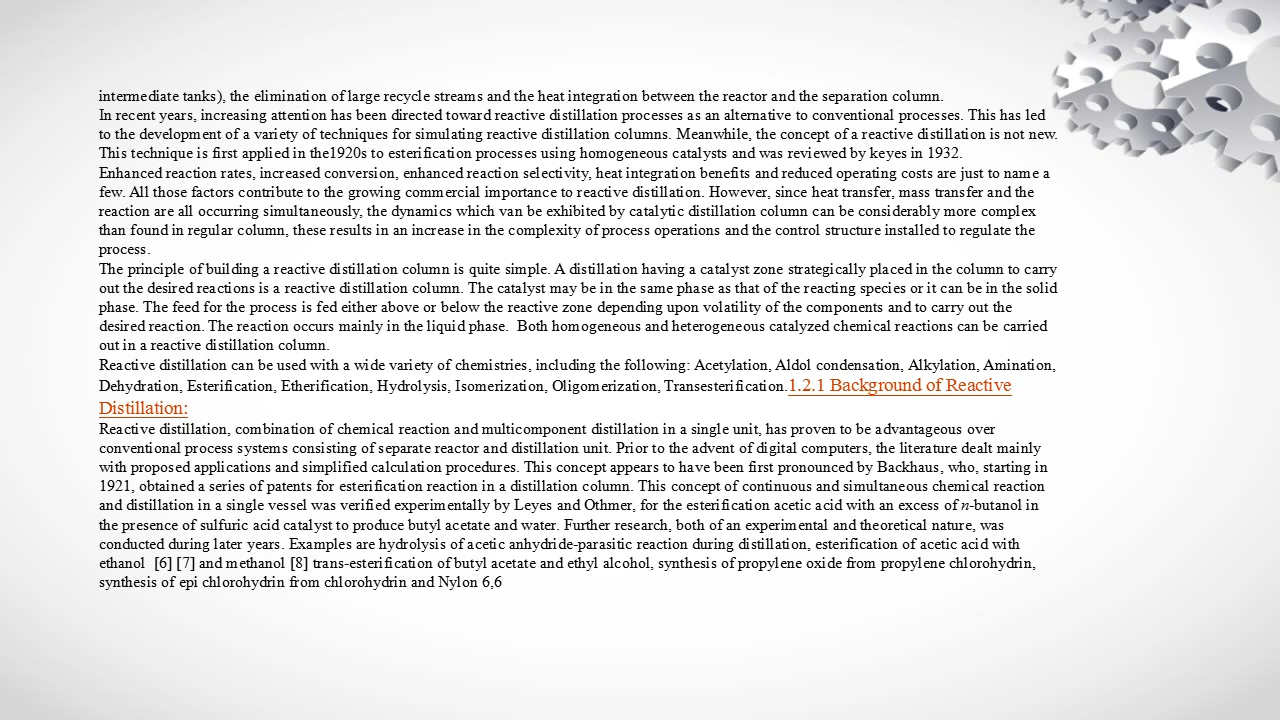 intermediate tanks), the elimination of large recycle streams and the heat integration between the reactor and the separation column.
In recent years, increasing attention has been directed toward reactive distillation processes as an alternative to conventional processes. This has led
to the development of a variety of techniques for simulating reactive distillation columns. Meanwhile, the concept of a reactive distillation is not new.
This technique is first applied in the1920s to esterification processes using homogeneous catalysts and was reviewed by keyes in 1932.
Enhanced reaction rates, increased conversion, enhanced reaction selectivity, heat integration benefits and reduced operating costs are just to name a
few. All those factors contribute to the growing commercial importance to reactive distillation. However, since heat transfer, mass transfer and the
reaction are all occurring simultaneously, the dynamics which van be exhibited by catalytic distillation column can be considerably more complex
than found in regular column, these results in an increase in the complexity of process operations and the control structure installed to regulate the
process.
The principle of building a reactive distillation column is quite simple. A distillation having a catalyst zone strategically placed in the column to carry
out the desired reactions is a reactive distillation column. The catalyst may be in the same phase as that of the reacting species or it can be in the solid
phase. The feed for the process is fed either above or below the reactive zone depending upon volatility of the components and to carry out the
desired reaction. The reaction occurs mainly in the liquid phase.  Both homogeneous and heterogeneous catalyzed chemical reactions can be carried
out in a reactive distillation column.
Reactive distillation can be used with a wide variety of chemistries, including the following: Acetylation, Aldol condensation, Alkylation, Amination,
Dehydration, Esterification, Etherification, Hydrolysis, Isomerization, Oligomerization, Transesterification.1.2.1 Background of Reactive
Distillation:
Reactive distillation, combination of chemical reaction and multicomponent distillation in a single unit, has proven to be advantageous over
conventional process systems consisting of separate reactor and distillation unit. Prior to the advent of digital computers, the literature dealt mainly
with proposed applications and simplified calculation procedures. This concept appears to have been first pronounced by Backhaus, who, starting in
1921, obtained a series of patents for esterification reaction in a distillation column. This concept of continuous and simultaneous chemical reaction
and distillation in a single vessel was verified experimentally by Leyes and Othmer, for the esterification acetic acid with an excess of n-butanol in
the presence of sulfuric acid catalyst to produce butyl acetate and water. Further research, both of an experimental and theoretical nature, was
conducted during later years. Examples are hydrolysis of acetic anhydride-parasitic reaction during distillation, esterification of acetic acid with
ethanol  [6] [7] and methanol [8] trans-esterification of butyl acetate and ethyl alcohol, synthesis of propylene oxide from propylene chlorohydrin,
synthesis of epi chlorohydrin from chlorohydrin and Nylon 6,6